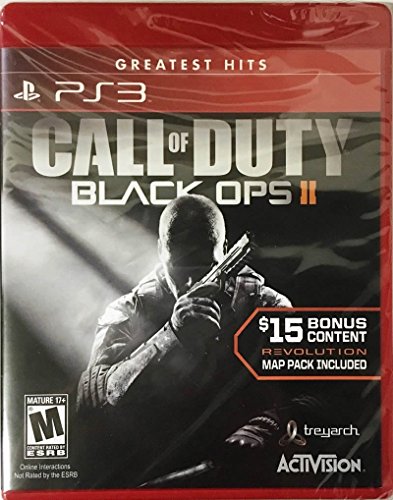 GREATEST HITS
PS3
CALL OF DUTY
BLACK OPS II
$15 BONUS CONTENT
REVOLUTION
MAP PACK INCLUDED
MATURE 17+
M
CONTENT RATED BY
ESRB
Online Interactions
Not Rated by the ESRB
treyarch
ACTIVISION